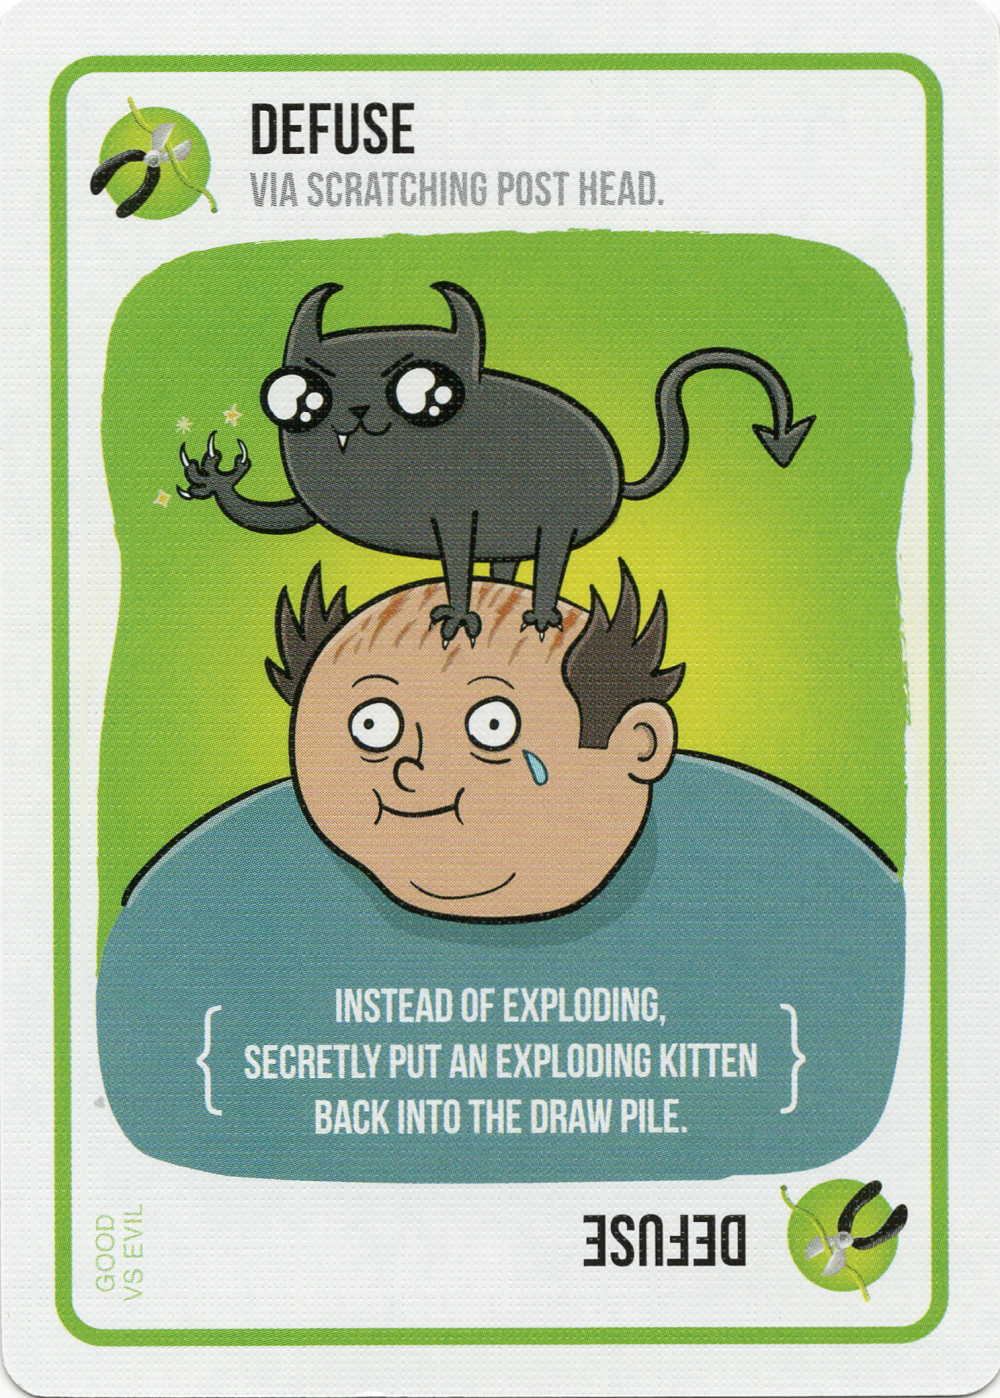 DEFUSE
VIA SCRATCHING POST HEAD.
INSTEAD OF EXPLODING,
SECRETLY PUT AN EXPLODING KITTEN
BACK INTO THE DRAW PILE.
DEFUSE
GOOD
VS EVIL